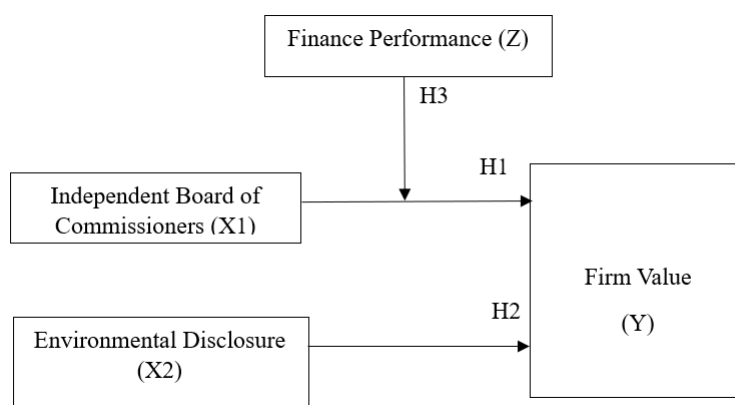 Finance Performance (Z)
H3
H1
Independent Board of
Commissioners (X1)
Firm Value
(Y)
H2
Environmental Disclosure
(X2)